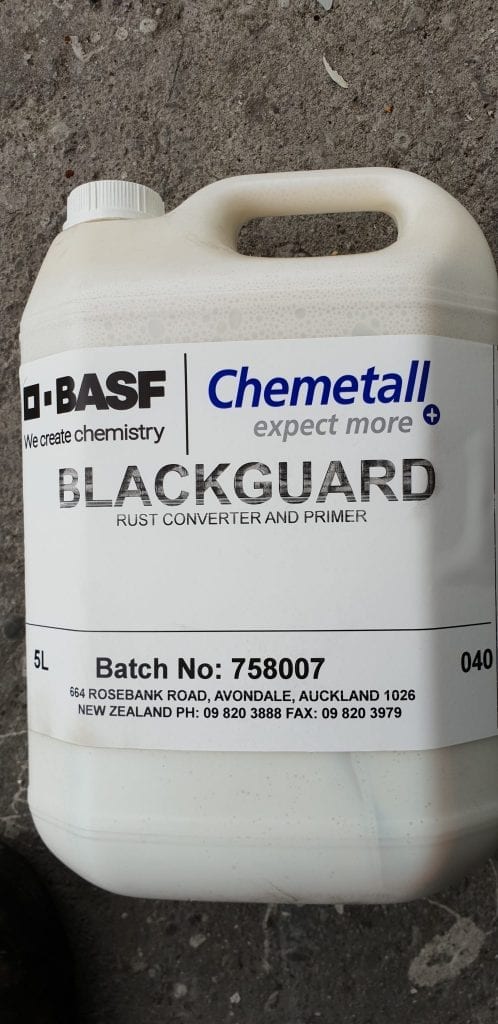 BASF
We create chemistry
Chemetall
expect more +
BLACKGUARD
RUST CONVERTER AND PRIMER
5L Batch No: 758007 040
664 ROSEBANK ROAD, AVONDALE, AUCKLAND 1026
NEW ZEALAND PH: 09 820 3888 FAX: 09 820 3979